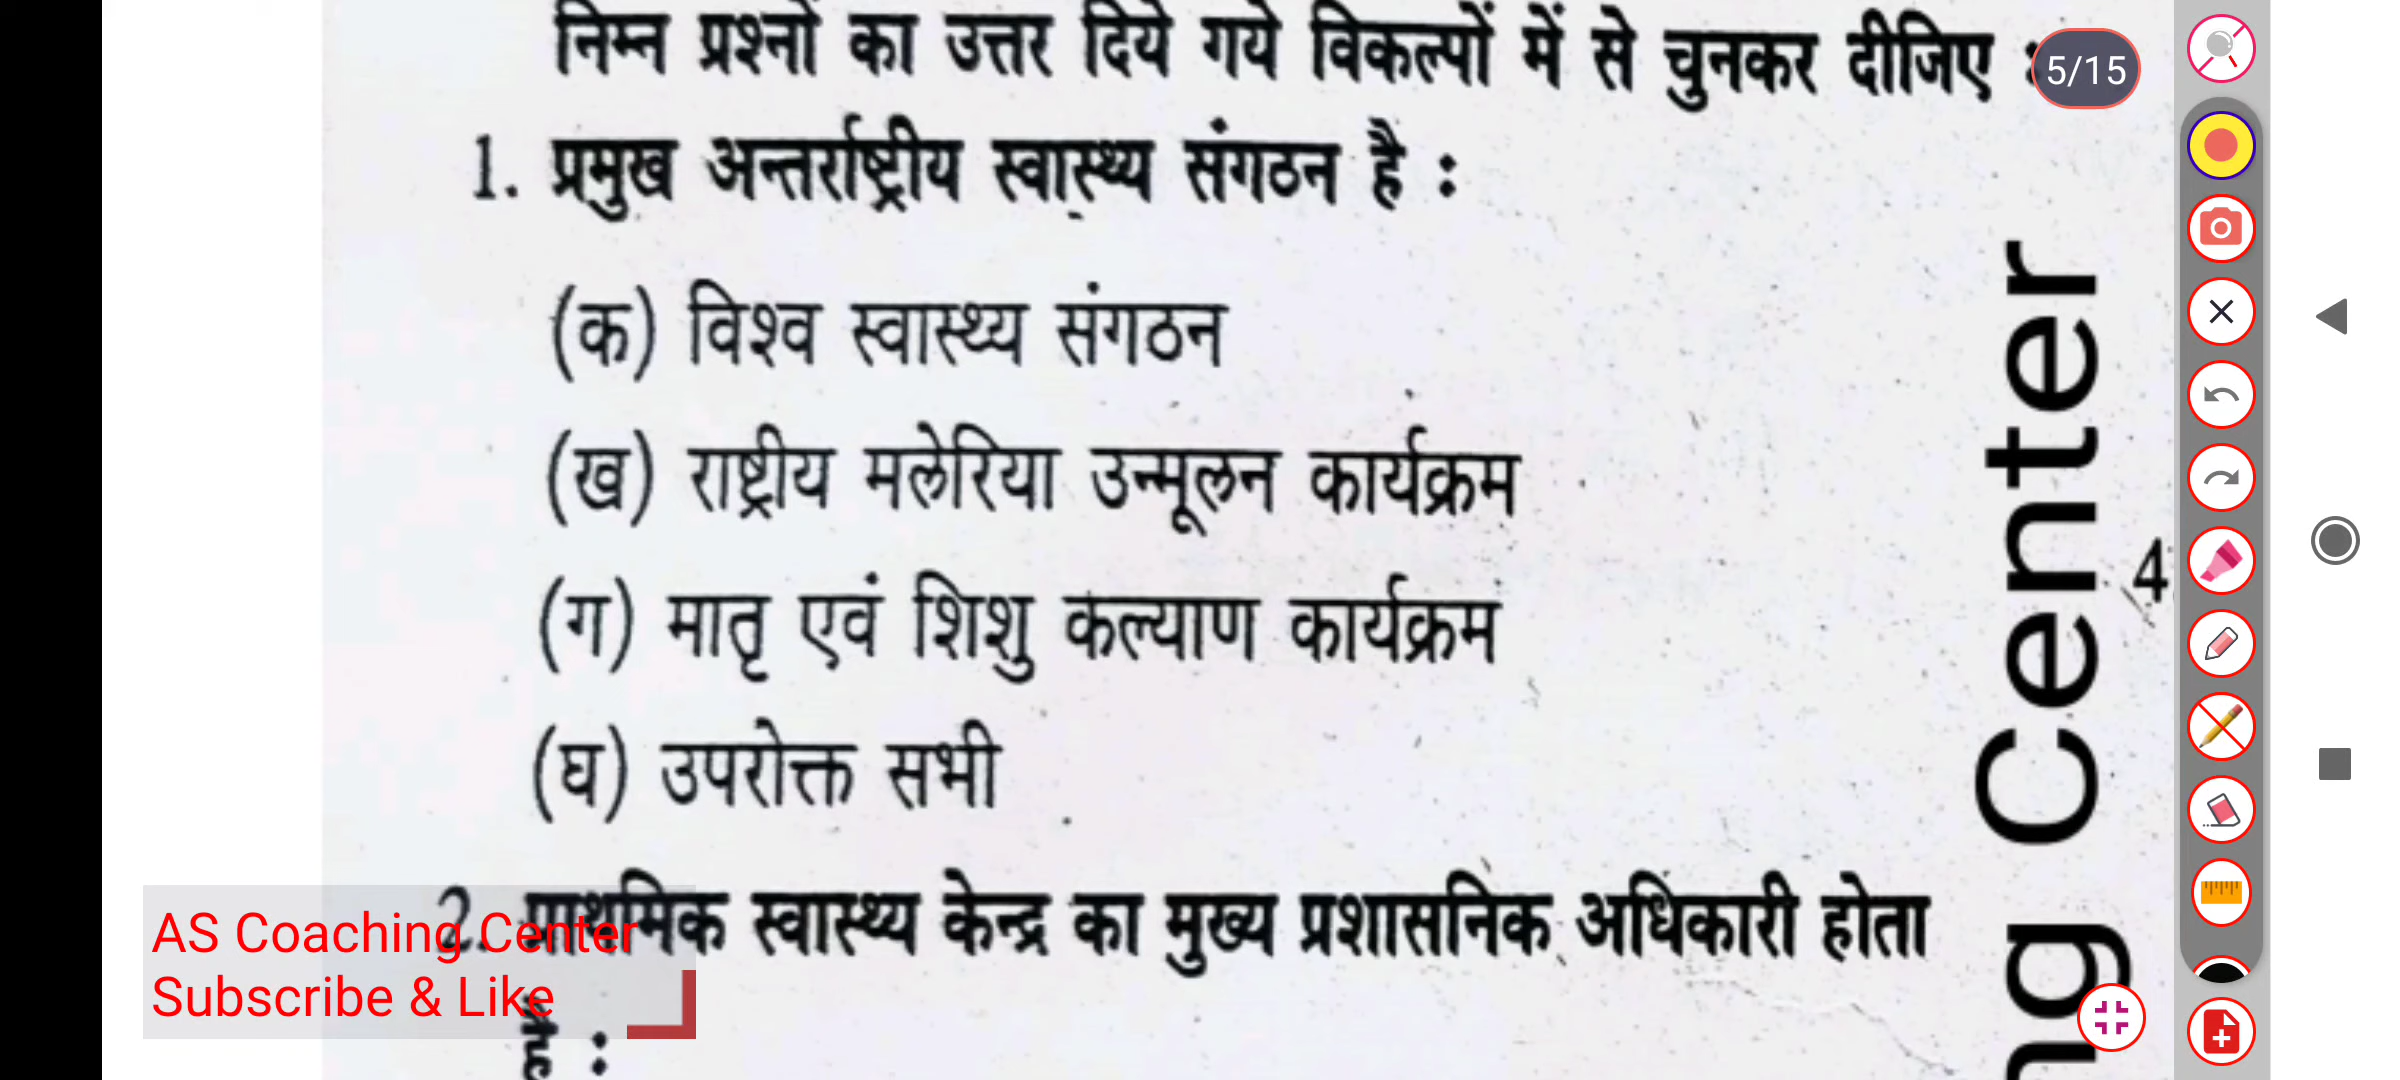 निम्न प्रश्नों का उत्तर दिये गये विकल्पों में से चुनकर दीजिए :
5/15
1. प्रमुख अन्तर्राष्ट्रीय स्वास्थ्य संगठन है :
(क) विश्व स्वास्थ्य संगठन
(ख) राष्ट्रीय मलेरिया उन्मूलन कार्यक्रम
(ग) मातृ एवं शिशु कल्याण कार्यक्रम
(घ) उपरोक्त सभी
2. प्राथमिक स्वास्थ्य केन्द्र का मुख्य प्रशासनिक अधिकारी होता
है :
4
ng Center
AS Coaching Center
Subscribe & Like